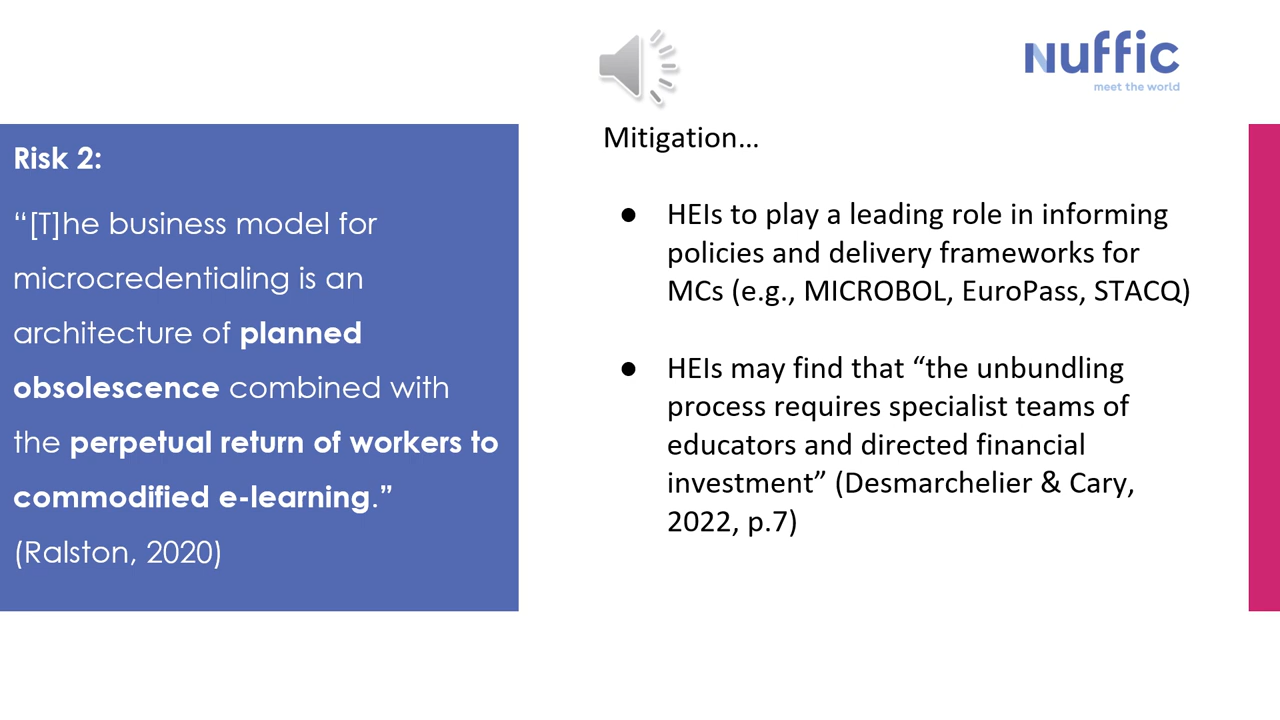 nuffic
meet the world
Risk 2:
“[T]he business model for
microcredentialing is an
architecture of planned
obsolescence combined with
the perpetual return of workers to
commodified e-learning.”
(Ralston, 2020)
Mitigation...
● HEIs to play a leading role in informing
policies and delivery frameworks for
MCs (e.g., MICROBOL, EuroPass, STACQ)
● HEIs may find that “the unbundling
process requires specialist teams of
educators and directed financial
investment” (Desmarchelier & Cary,
2022, p.7)